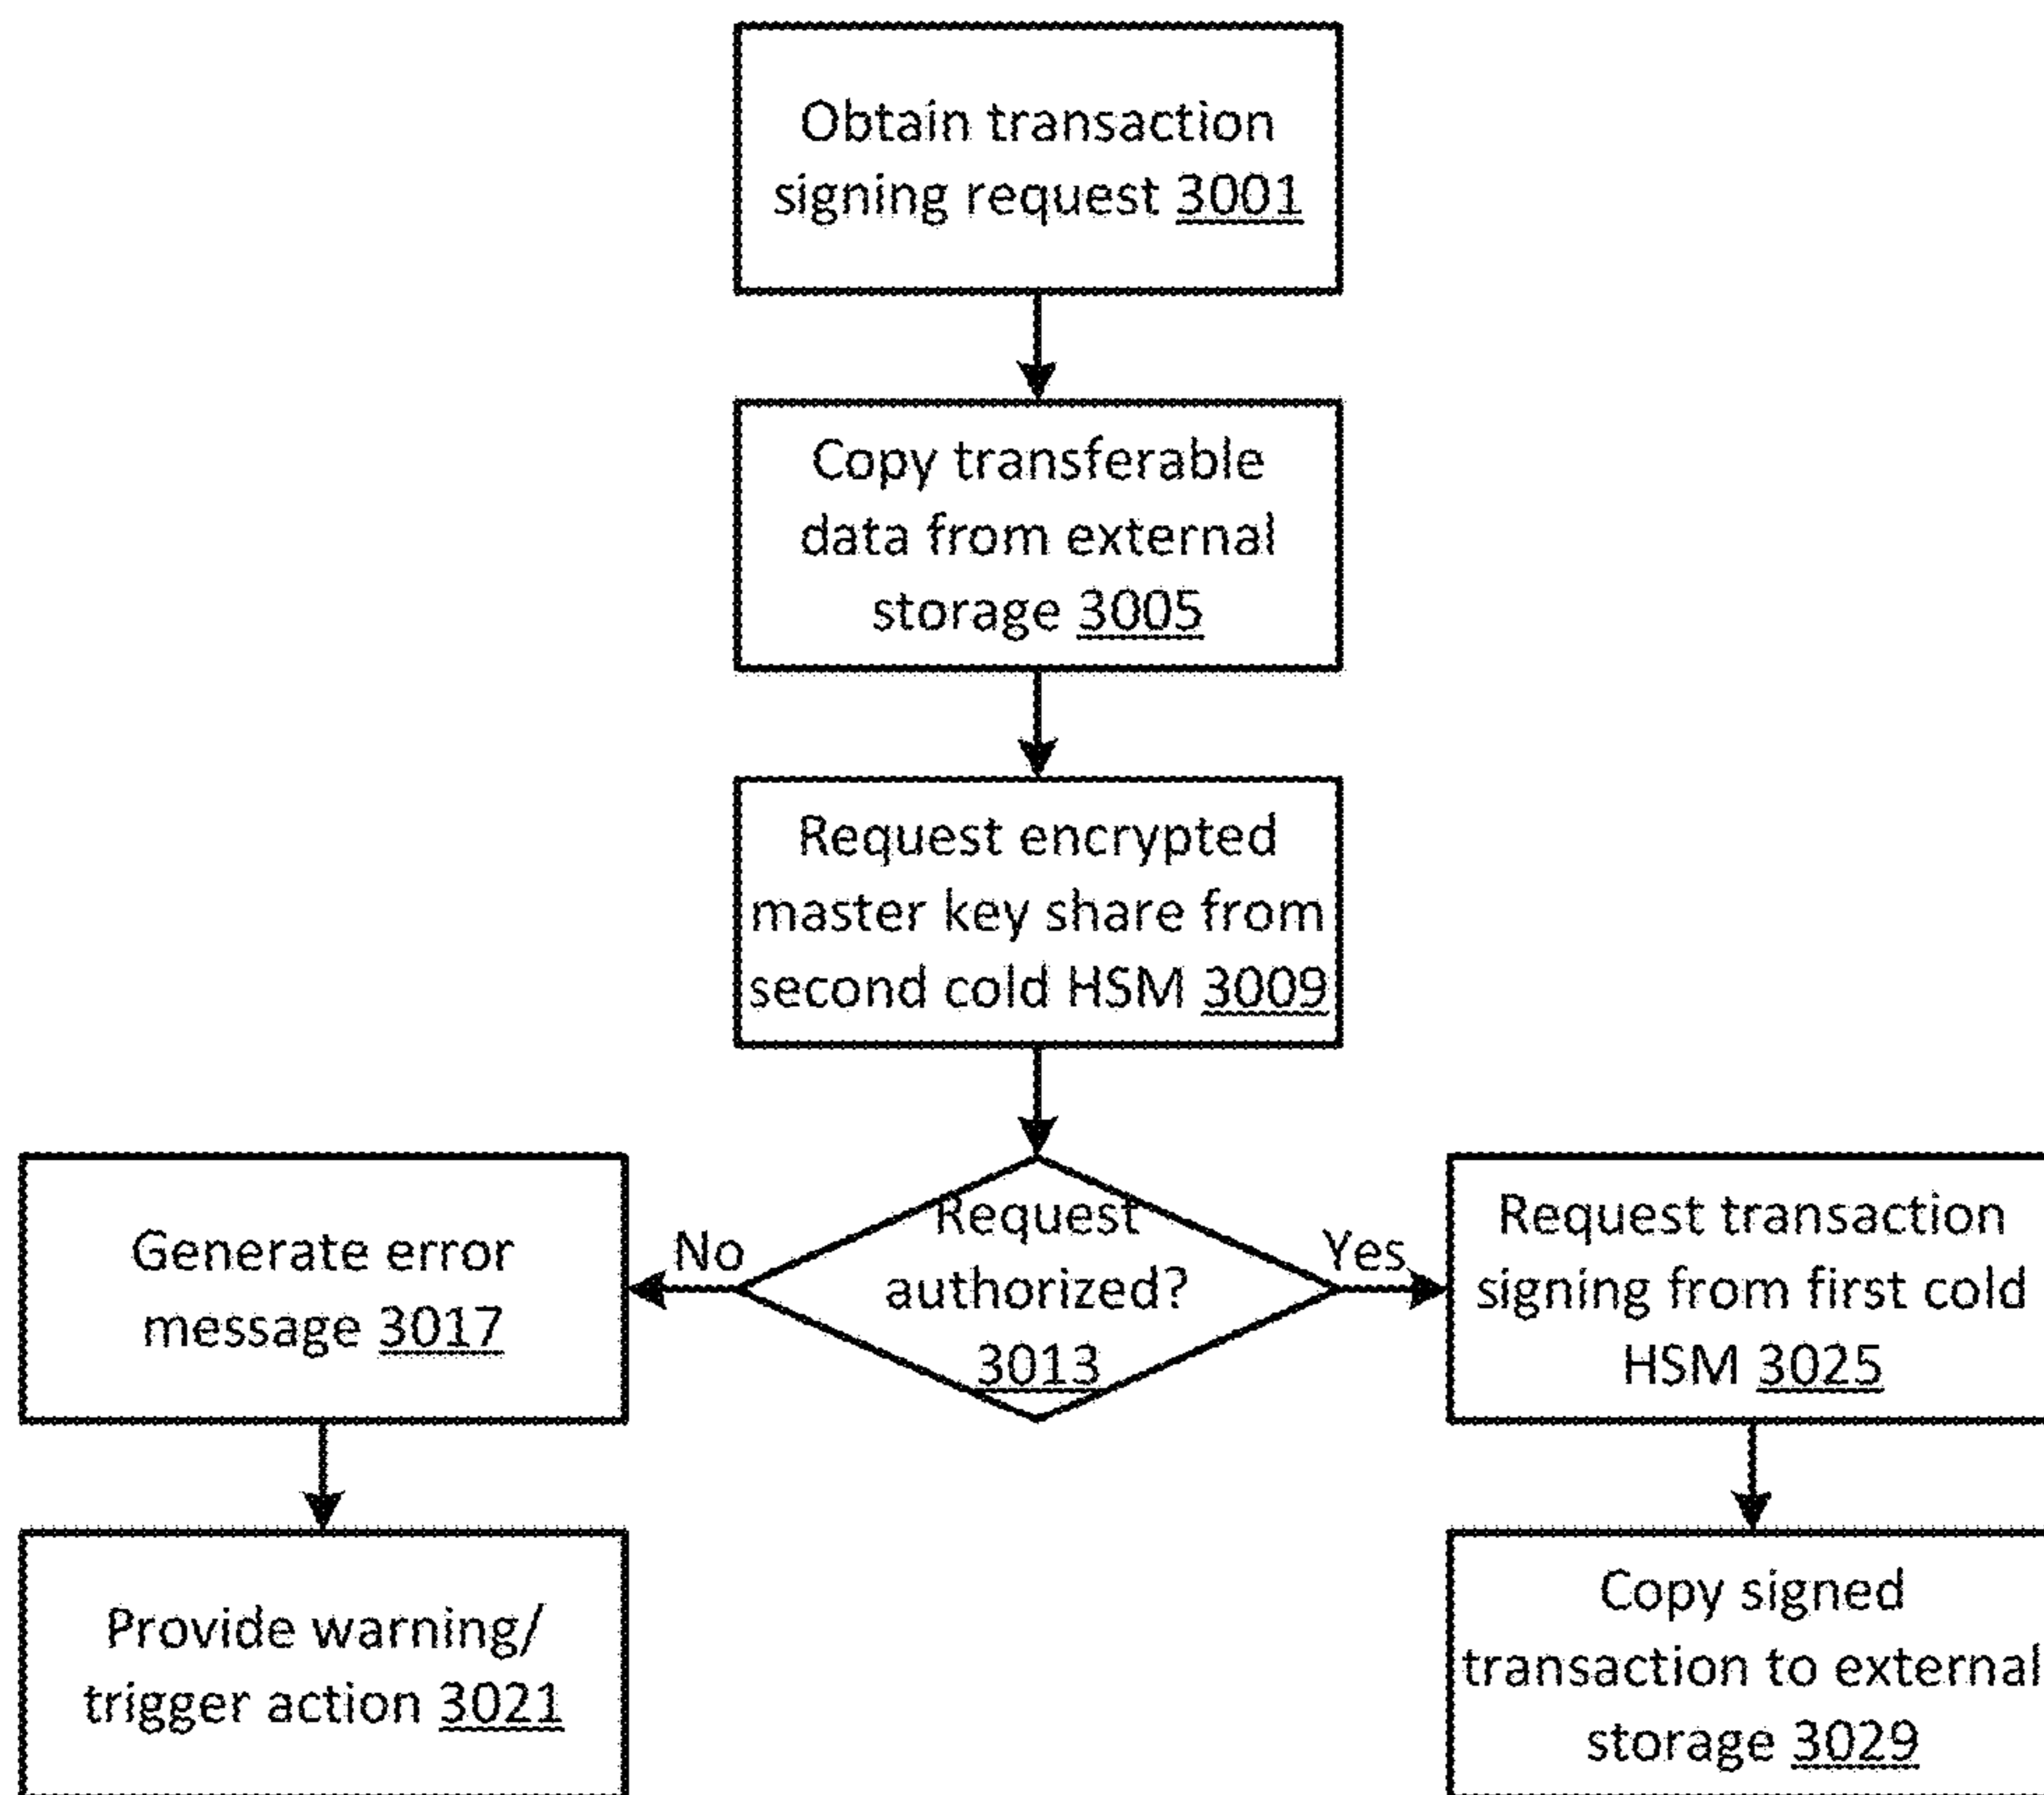 Obtain transaction
signing request 3001
Copy transferable
data from external
storage 3005
Request encrypted
master key share from
second cold HSM 3009
Request
authorized?
3013
No
Yes
Generate error
message 3017
Provide warning/
trigger action 3021
Request transaction
signing from first cold
HSM 3025
Copy signed
transaction to external
storage 3029